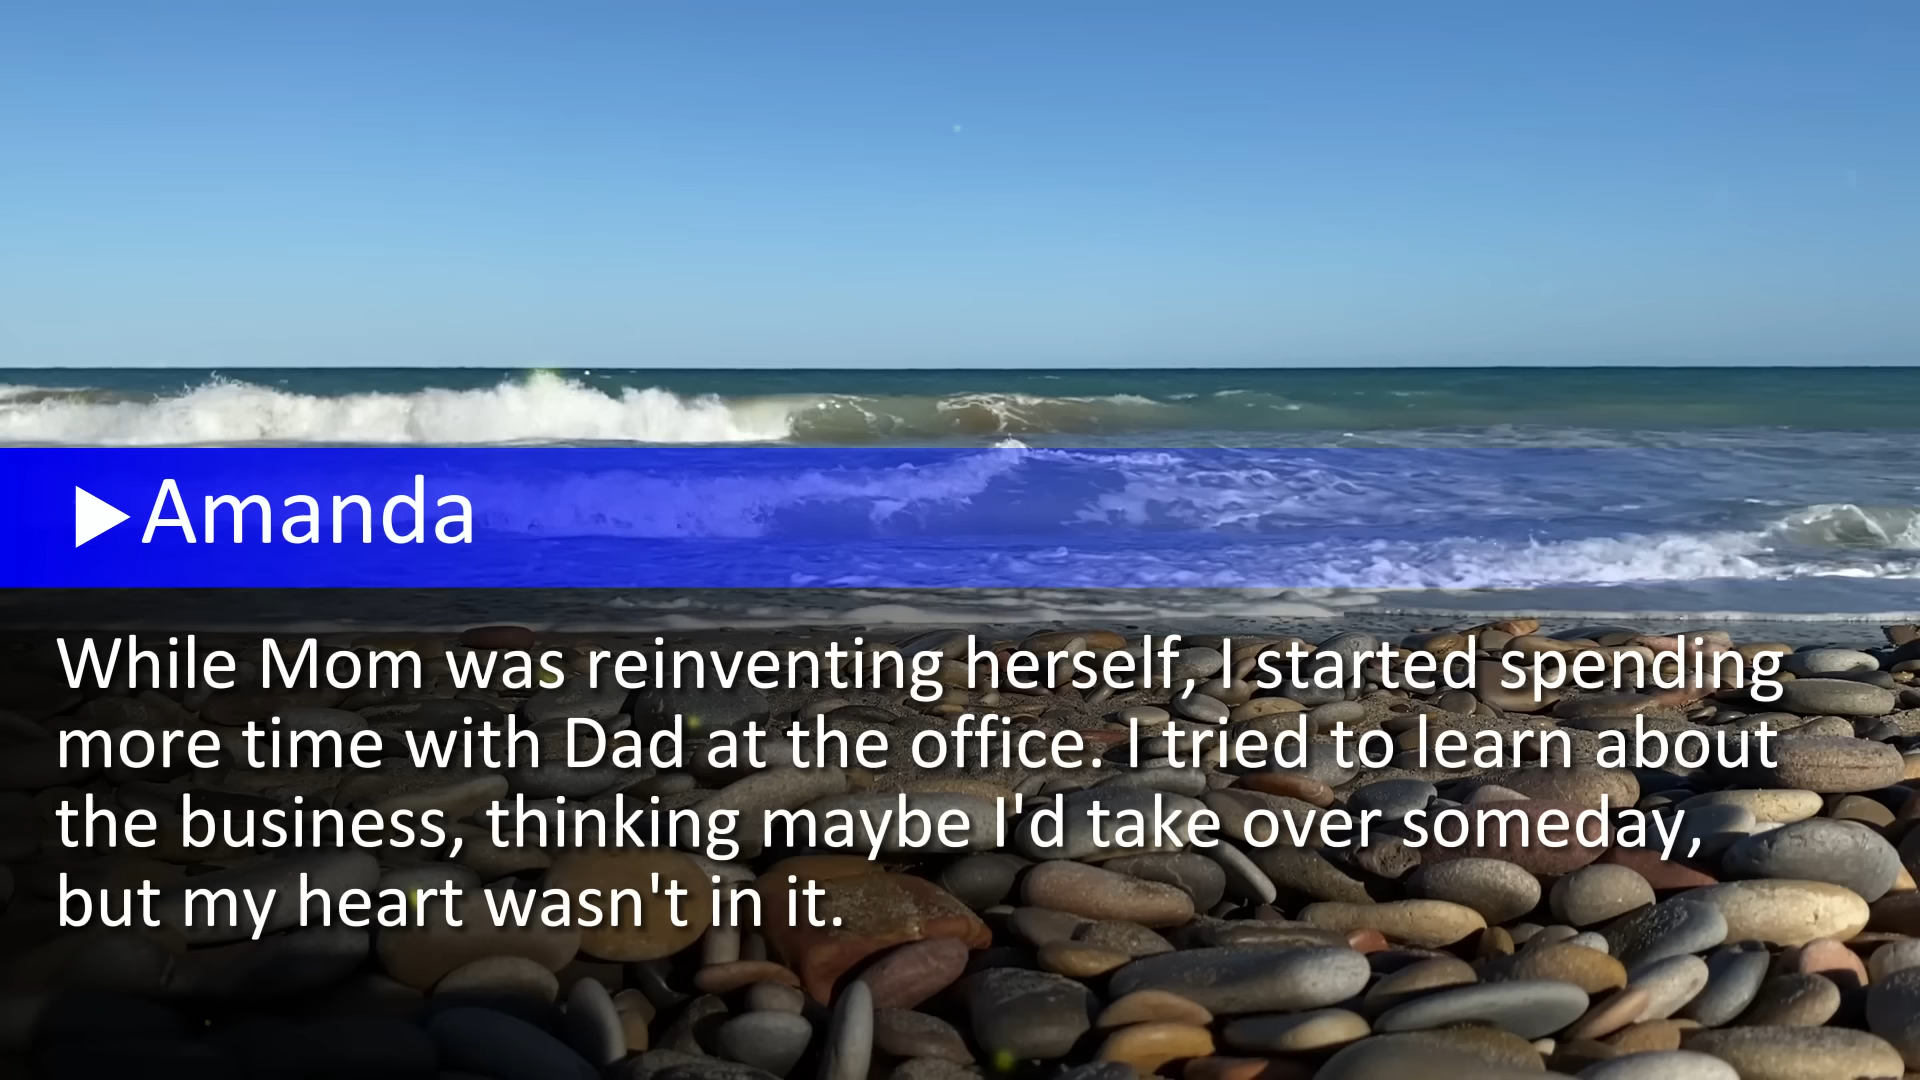 Amanda
While Mom was reinventing herself, I started spending
more time with Dad at the office. I tried to learn about
the business, thinking maybe I'd take over someday,
but my heart wasn't in it.